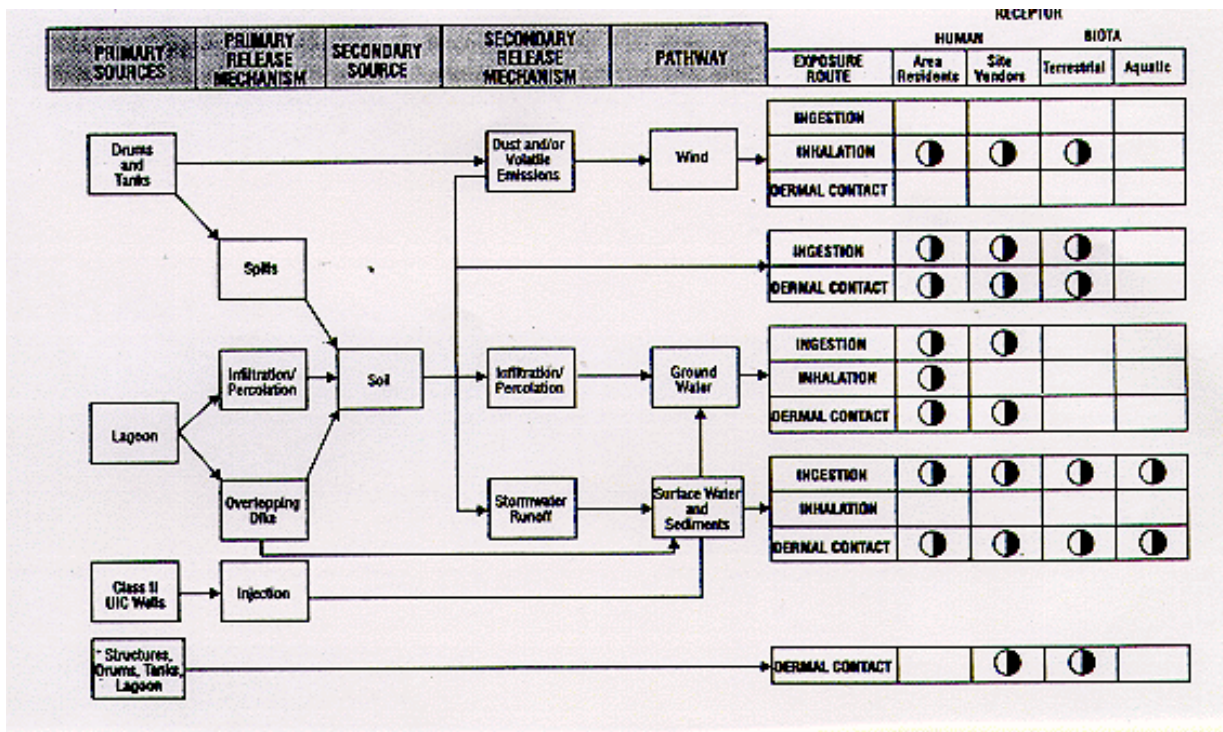 RECEPTOR
HUMAN
BIOTA
PRIMARY
SOURCES
PRIMARY
RELEASE
MECHANISM
SECONDARY
SOURCE
SECONDARY
RELEASE
MECHANISM
PATHWAY
EXPOSURE
ROUTE
Area
Residents
Site
Vendors
Terrestrial
Aquatic
Drums
and
Tanks
Dust and/or
Volatile
Emissions
Wind
INGESTION
INHALATION
DERMAL CONTACT
Spills
INGESTION
DERMAL CONTACT
Infiltration/
Percolation
Soil
Infiltration/
Percolation
Ground
Water
INGESTION
INHALATION
DERMAL CONTACT
Lagoon
Overtopping
Dike
Stormwater
Runoff
Surface Water
and
Sediments
INGESTION
INHALATION
DERMAL CONTACT
Class II
UIC Wells
Injection
Structures,
Drums, Tanks,
Lagoon
DERMAL CONTACT